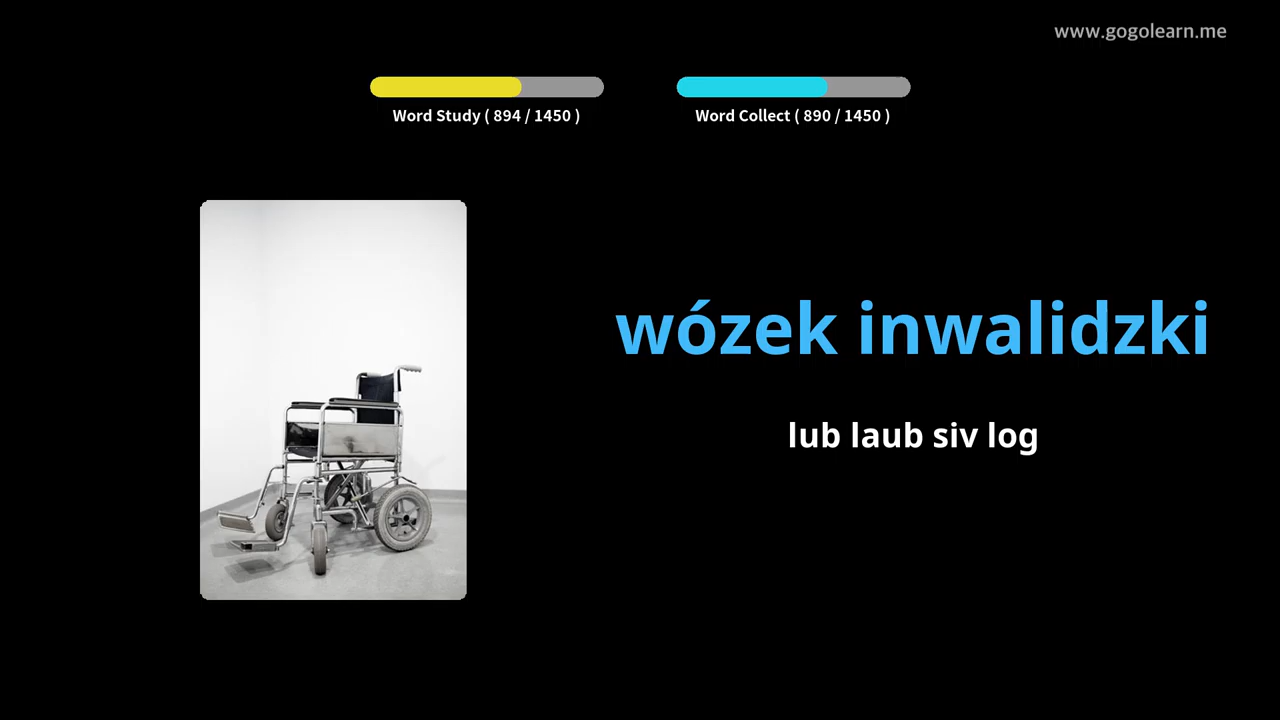 www.gogolearn.me
Word Study ( 894 / 1450 )
Word Collect ( 890 / 1450 )
wózek inwalidzki
lub laub siv log